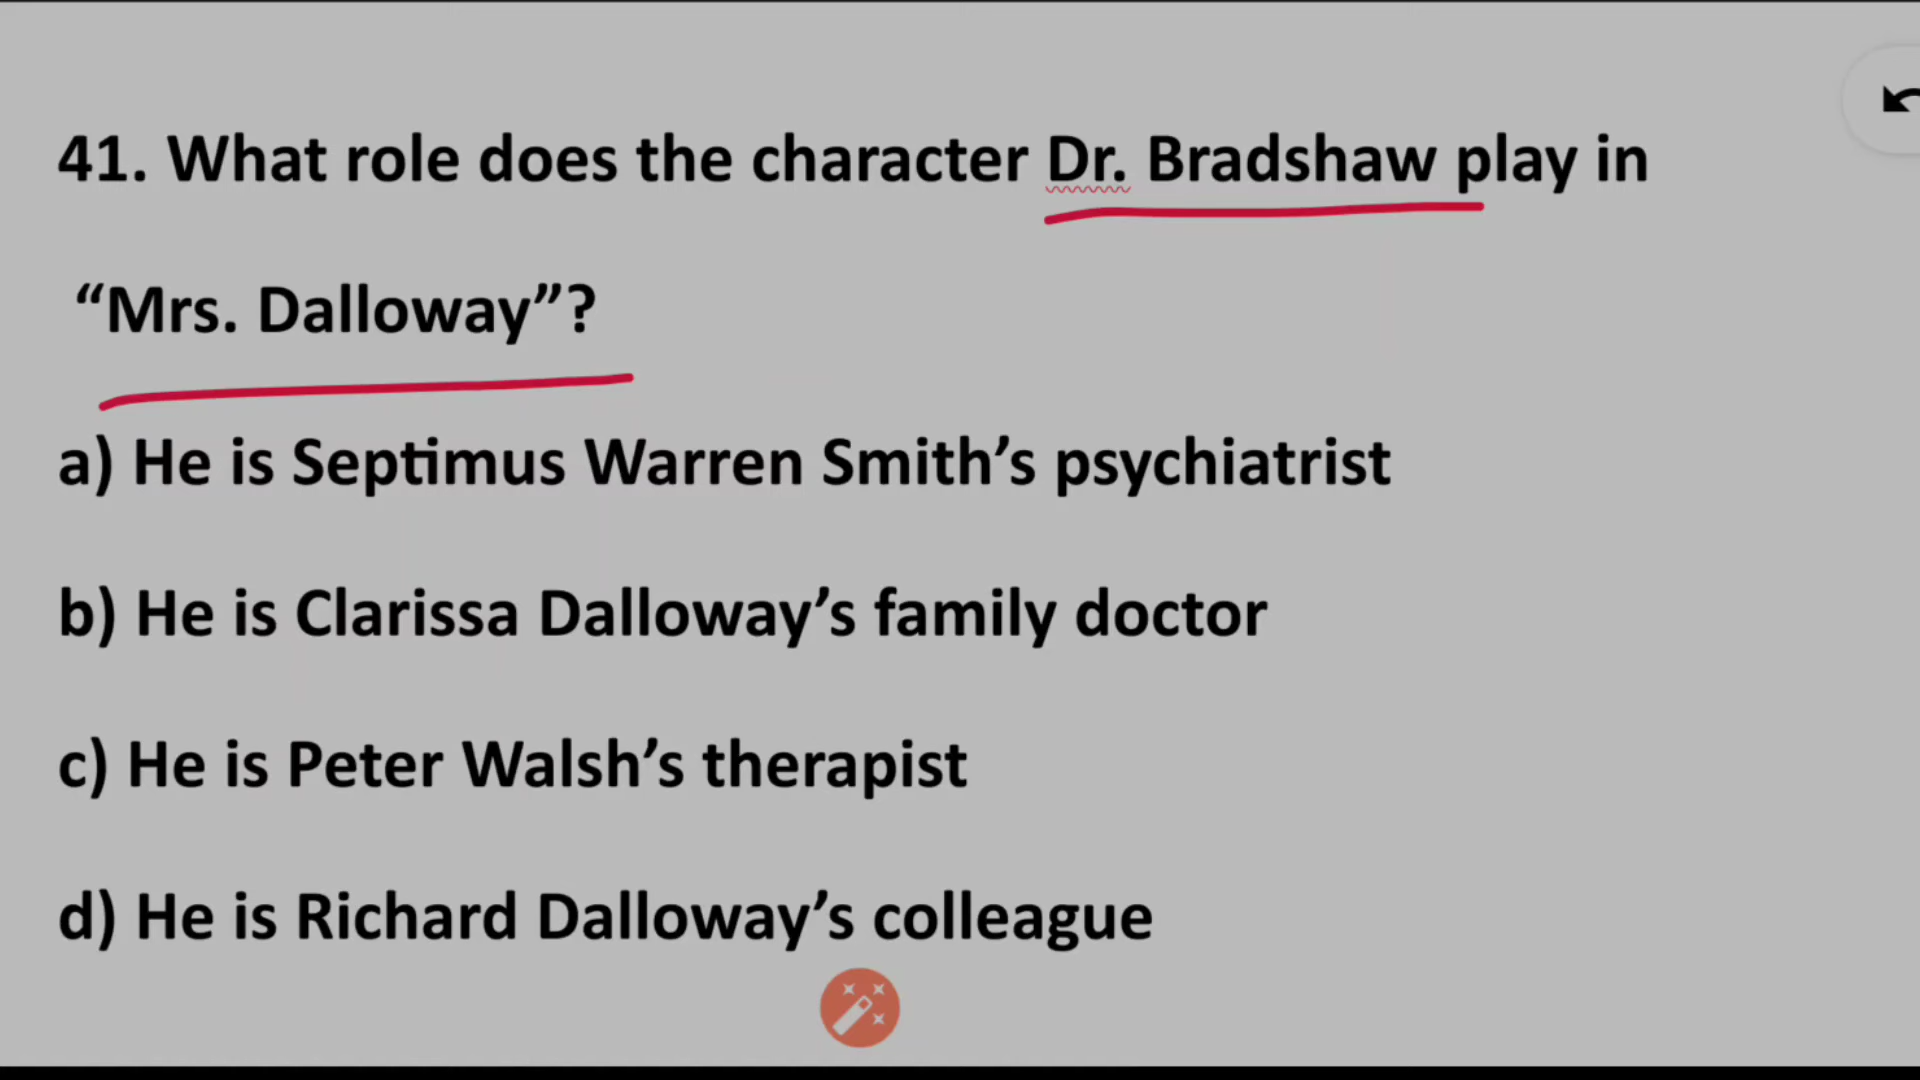 41. What role does the character Dr. Bradshaw play in
“Mrs. Dalloway”?
a) He is Septimus Warren Smith’s psychiatrist
b) He is Clarissa Dalloway’s family doctor
c) He is Peter Walsh’s therapist
d) He is Richard Dalloway’s colleague